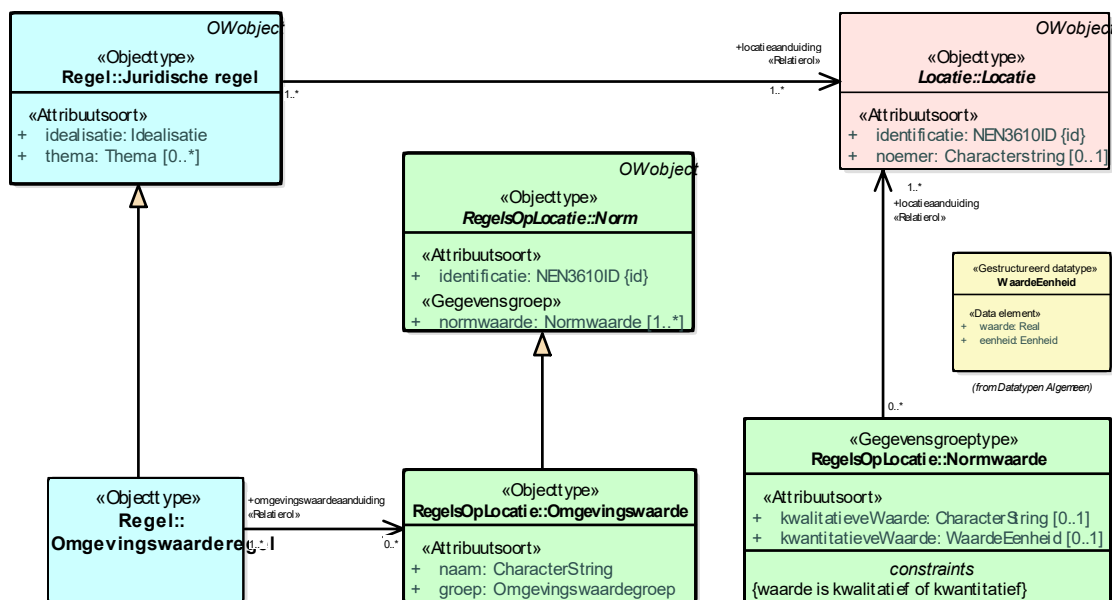 OWobject
«Objecttype»
Regel::Juridische regel
«Attribuutsoort»
+ idealisatie: Idealisatie
+ thema: Thema [0..*]
1..*
+locatieaanduiding
«Relatierol»
1..*
OWobject
«Objecttype»
Locatie::Locatie
«Attribuutsoort»
+ identificatie: NEN3610ID {id}
+ noemer: Characterstring [0..1]
OWobject
«Objecttype»
RegelsOpLocatie::Norm
«Attribuutsoort»
+ identificatie: NEN3610ID {id}
«Gegevensgroep»
+ normwaarde: Normwaarde [1..*]
1..*
+locatieaanduiding
«Relatierol»
0..*
«Gestructureerd datatype»
WaardeEenheid
«Data element»
+ waarde: Real
+ eenheid: Eenheid
(from Datatypen Algemeen)
«Objecttype»
Regel::
Omgevingswaarderegel
+omgevingswaardeaanduiding
«Relatierol»
1..*
0..*
«Objecttype»
RegelsOpLocatie::Omgevingswaarde
«Attribuutsoort»
+ naam: CharacterString
+ groep: Omgevingswaardegroep
«Gegevensgroeptype»
RegelsOpLocatie::Normwaarde
«Attribuutsoort»
+ kwalitatieveWaarde: CharacterString [0..1]
+ kwantitatieveWaarde: WaardeEenheid [0..1]
constraints
{waarde is kwalitatief of kwantitatief}